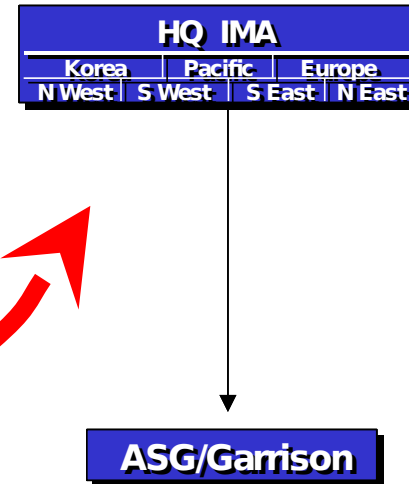 HQ IMA
Korea Pacific Europe
N West S West S East N East
ASG/Garrison